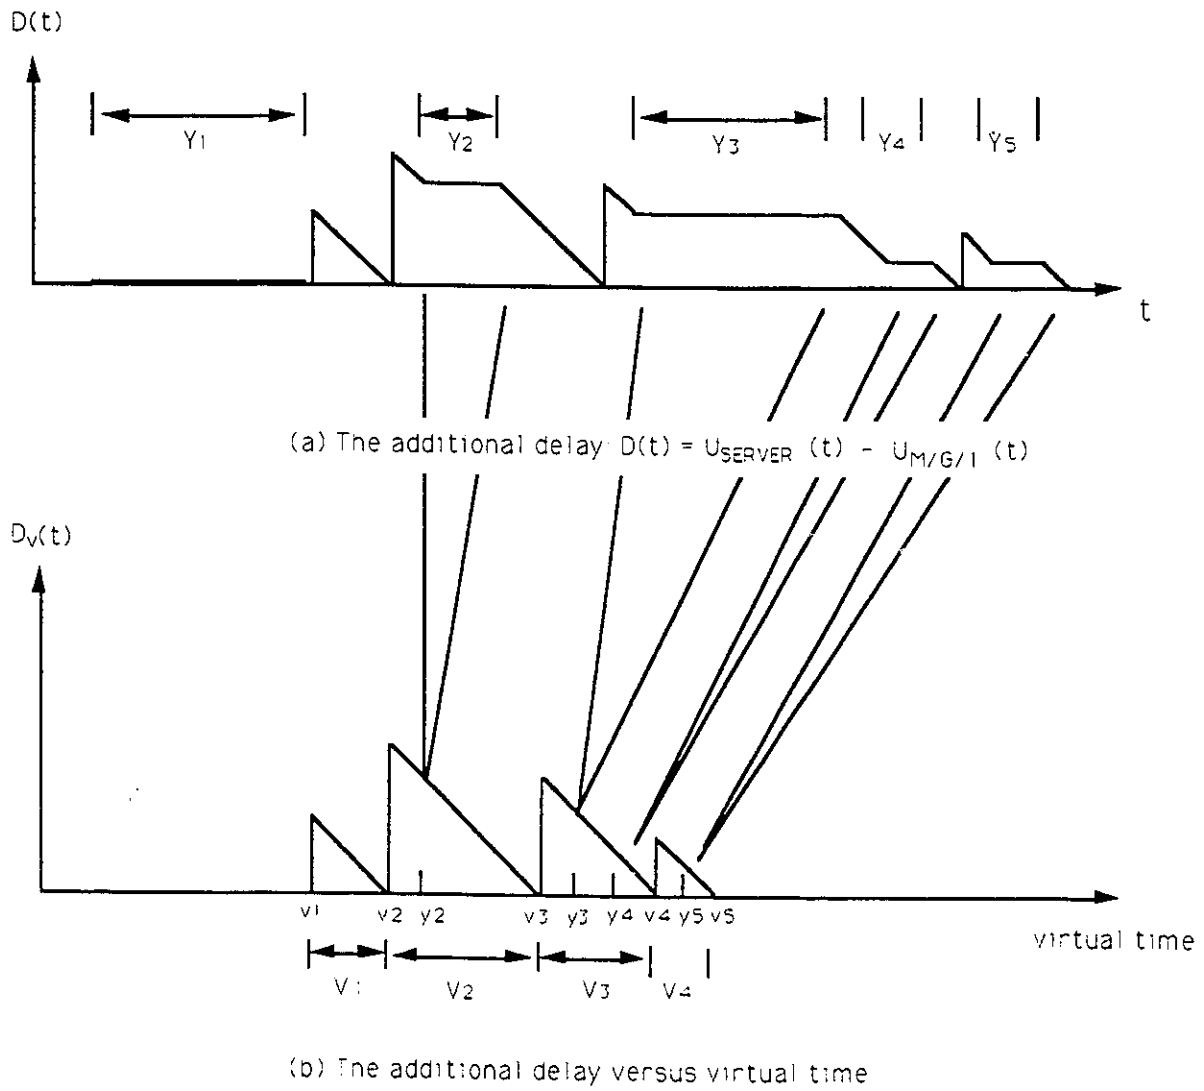 D(t)
Y1 Y2 Y3 Y4 Y5
t
(a) The additional delay D(t) = USERVER (t) - UM/G/1 (t)
Dv(t)
v1 v2 y2 v3 y3 y4 v4 y5 v5
virtual time
V1 V2 V3 V4
(b) The additional delay versus virtual time